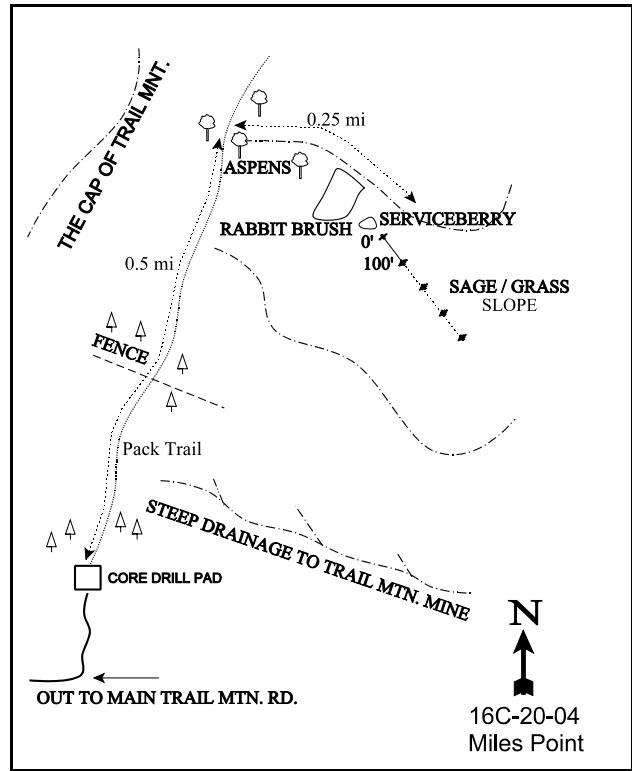 THE CAP OF TRAIL MNT.
0.25 mi
ASPENS
SERVICEBERRY
RABBIT BRUSH
0'
100'
0.5 mi
SAGE / GRASS
SLOPE
FENCE
Pack Trail
STEEP DRAINAGE TO TRAIL MTN. MINE
CORE DRILL PAD
N
OUT TO MAIN TRAIL MTN. RD.
16C-20-04
Miles Point